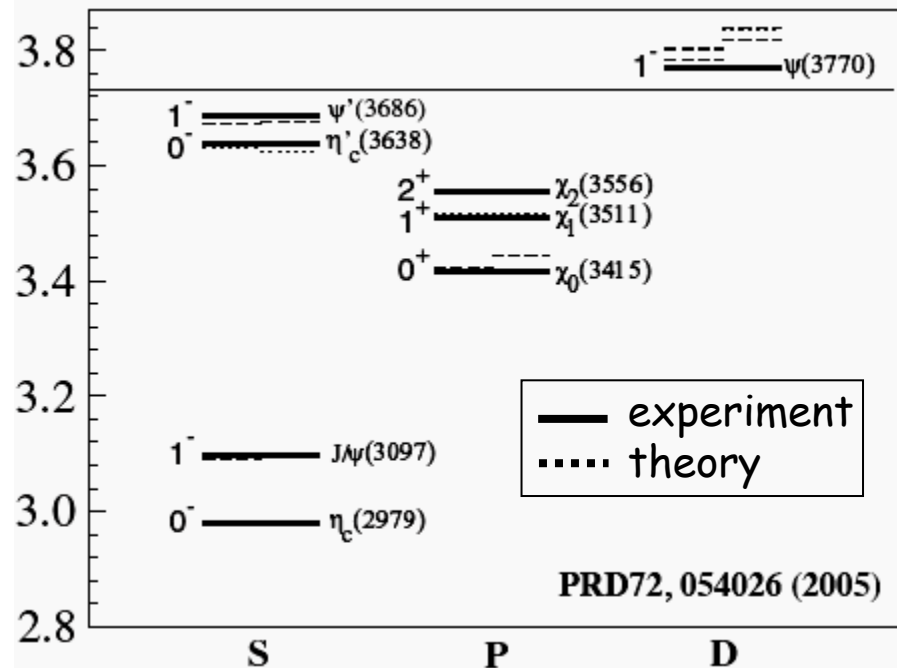 3.8
1⁻ ψ(3770)
1⁻ ψ'(3686)
0⁻ η'c(3638)
3.6
2⁺ χ2(3556)
1⁺ χ1(3511)
0⁺ χ0(3415)
3.4
3.2
experiment
theory
1⁻ J/ψ(3097)
3.0
0⁻ ηc(2979)
PRD72, 054026 (2005)
2.8
S P D